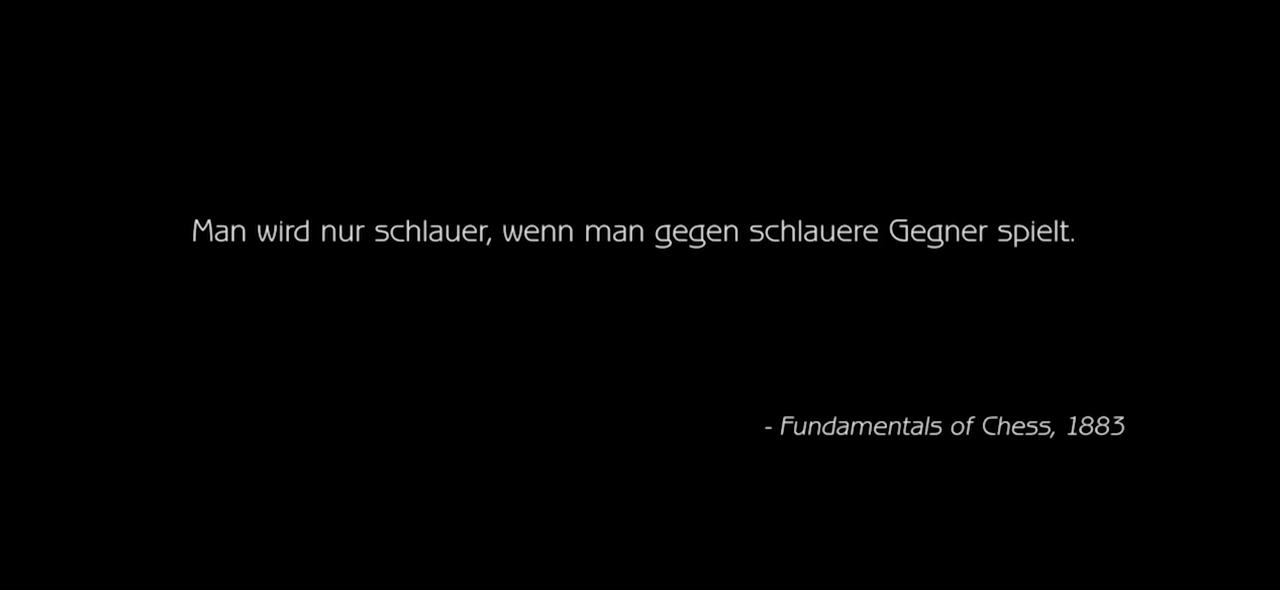 Man wird nur schlauer, wenn man gegen schlauere Gegner spielt.
- Fundamentals of Chess, 1883